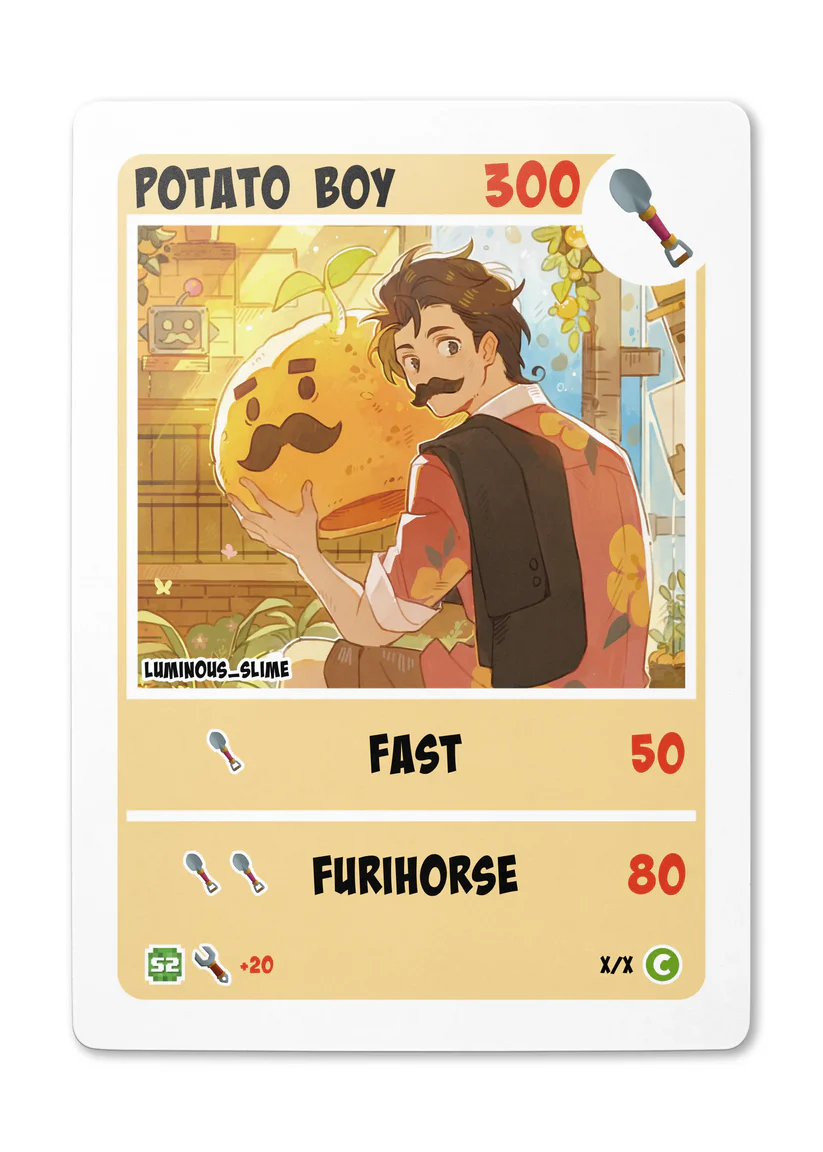 POTATO BOY 300
LUMINOUS_SLIME
FAST 50
FURIHORSE 80
S2 +20 X/X C